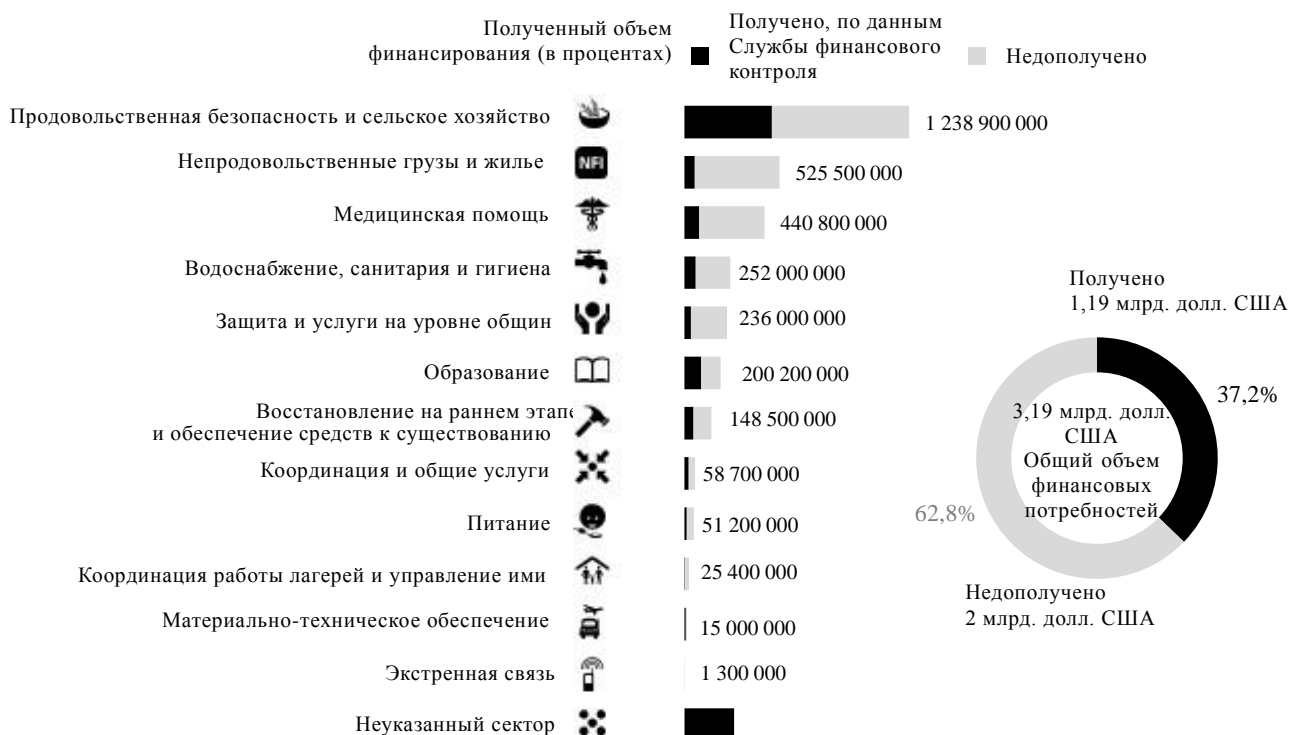 Полученный объем
финансирования (в процентах)
Получено, по данным
Службы финансового
контроля
Недополучено
Продовольственная безопасность и сельское хозяйство
1 238 900 000
Непродовольственные грузы и жилье
NFI
525 500 000
Медицинская помощь
440 800 000
Водоснабжение, санитария и гигиена
252 000 000
Защита и услуги на уровне общин
236 000 000
Образование
200 200 000
Восстановление на раннем этапе
и обеспечение средств к существованию
148 500 000
Координация и общие услуги
58 700 000
Питание
51 200 000
Координация работы лагерей и управление ими
25 400 000
Материально-техническое обеспечение
15 000 000
Экстренная связь
1 300 000
Неуказанный сектор
Получено
1,19 млрд. долл. США
37,2%
3,19 млрд. долл.
США
Общий объем
финансовых
потребностей
62,8%
Недополучено
2 млрд. долл. США